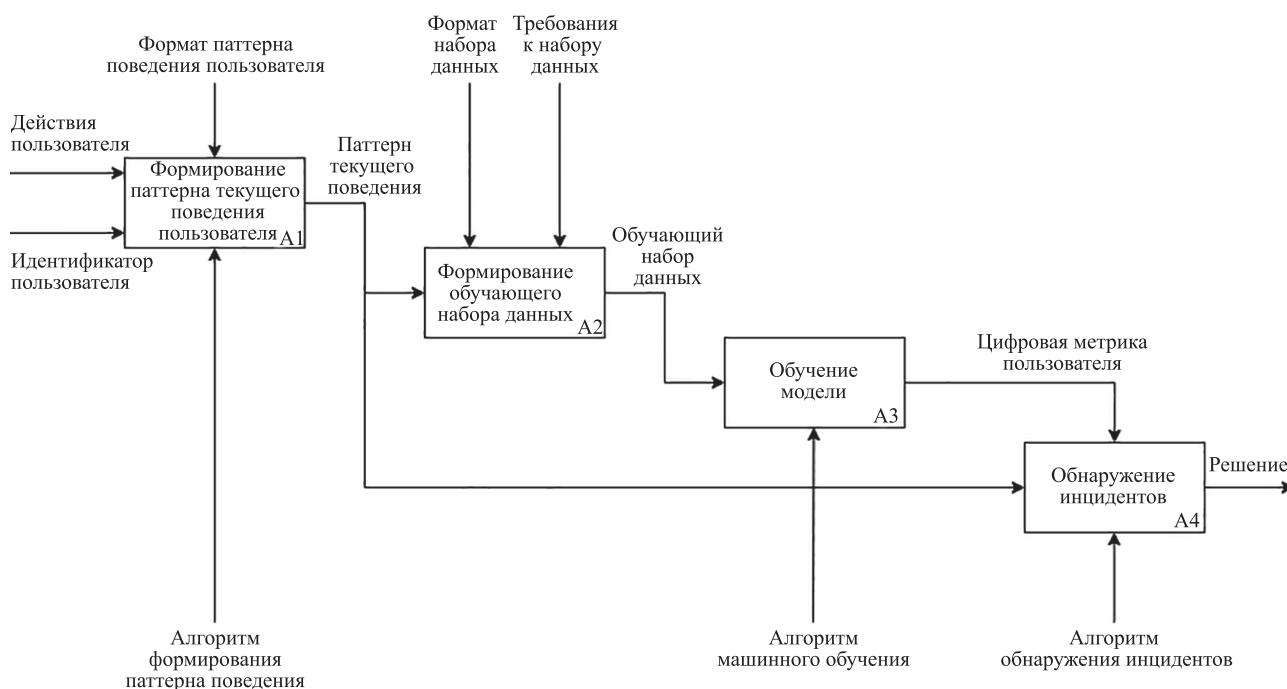 Формат паттерна
поведения пользователя
Формат
набора
данных
Требования
к набору
данных
Действия
пользователя
Формирование
паттерна текущего
поведения
пользователя
A1
Идентификатор
пользователя
Паттерн
текущего
поведения
Формирование
обучающего
набора данных
A2
Обучающий
набор
данных
Обучение
модели
A3
Цифровая метрика
пользователя
Обнаружение
инцидентов
A4
Решение
Алгоритм
формирования
паттерна поведения
Алгоритм
машинного обучения
Алгоритм
обнаружения инцидентов